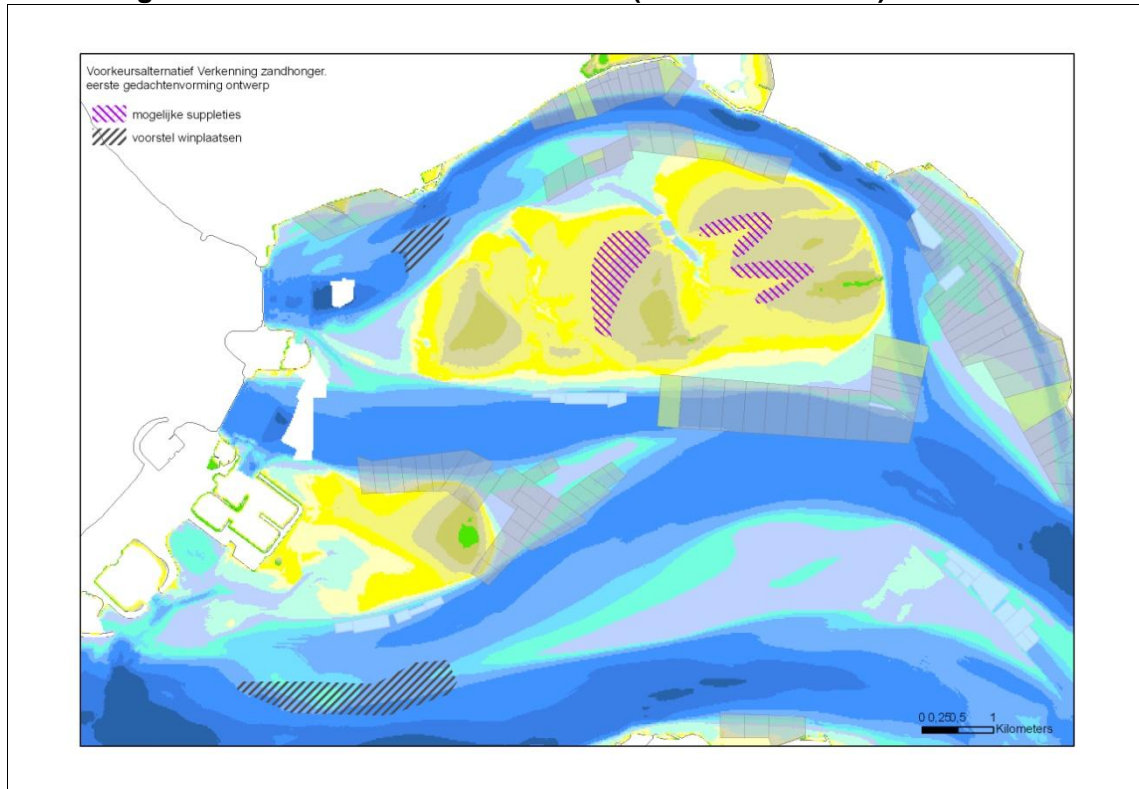 Voorkeursalternatief Verkenning zandhonger.
eerste gedachtenvorming ontwerp
mogelijke suppleties
voorstel winplaatsen
0 0,25 0,5 1
Kilometers